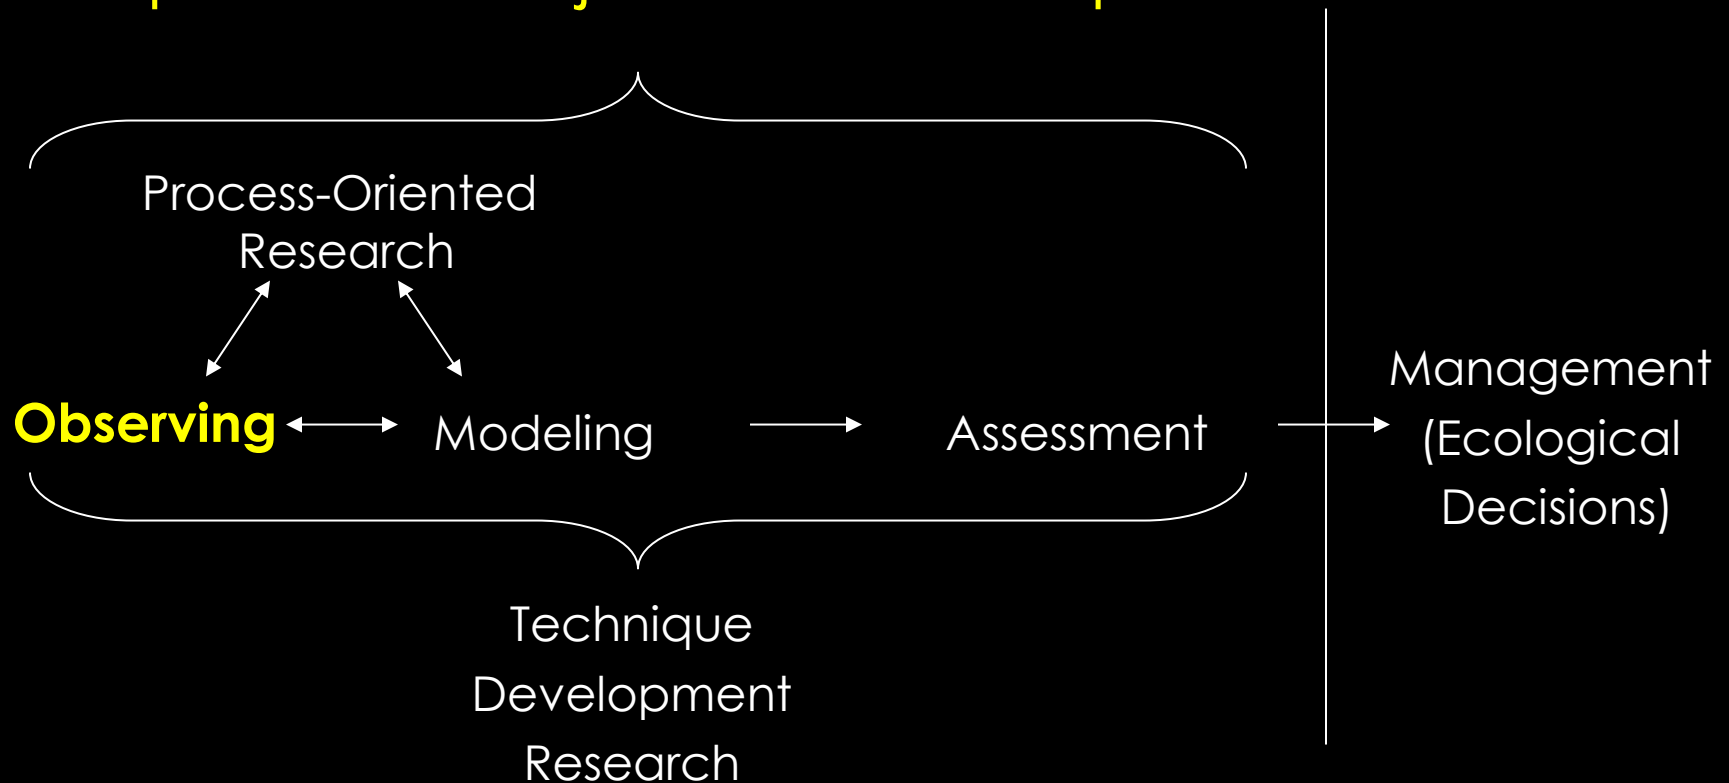 Process-Oriented
Research
Observing
Modeling
Assessment
Management
(Ecological
Decisions)
Technique
Development
Research